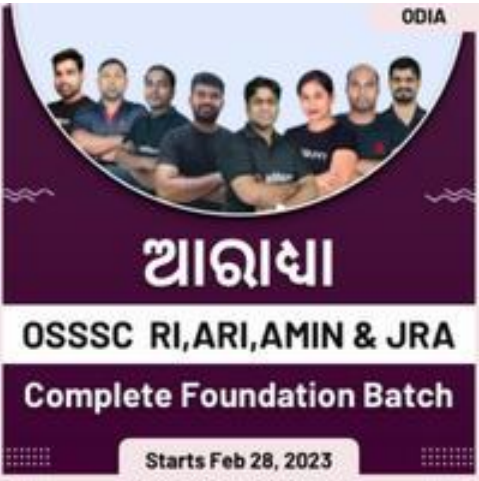 ODIA
ଆରାଧ୍ୟା
OSSSC RI,ARI,AMIN & JRA
Complete Foundation Batch
Starts Feb 28, 2023